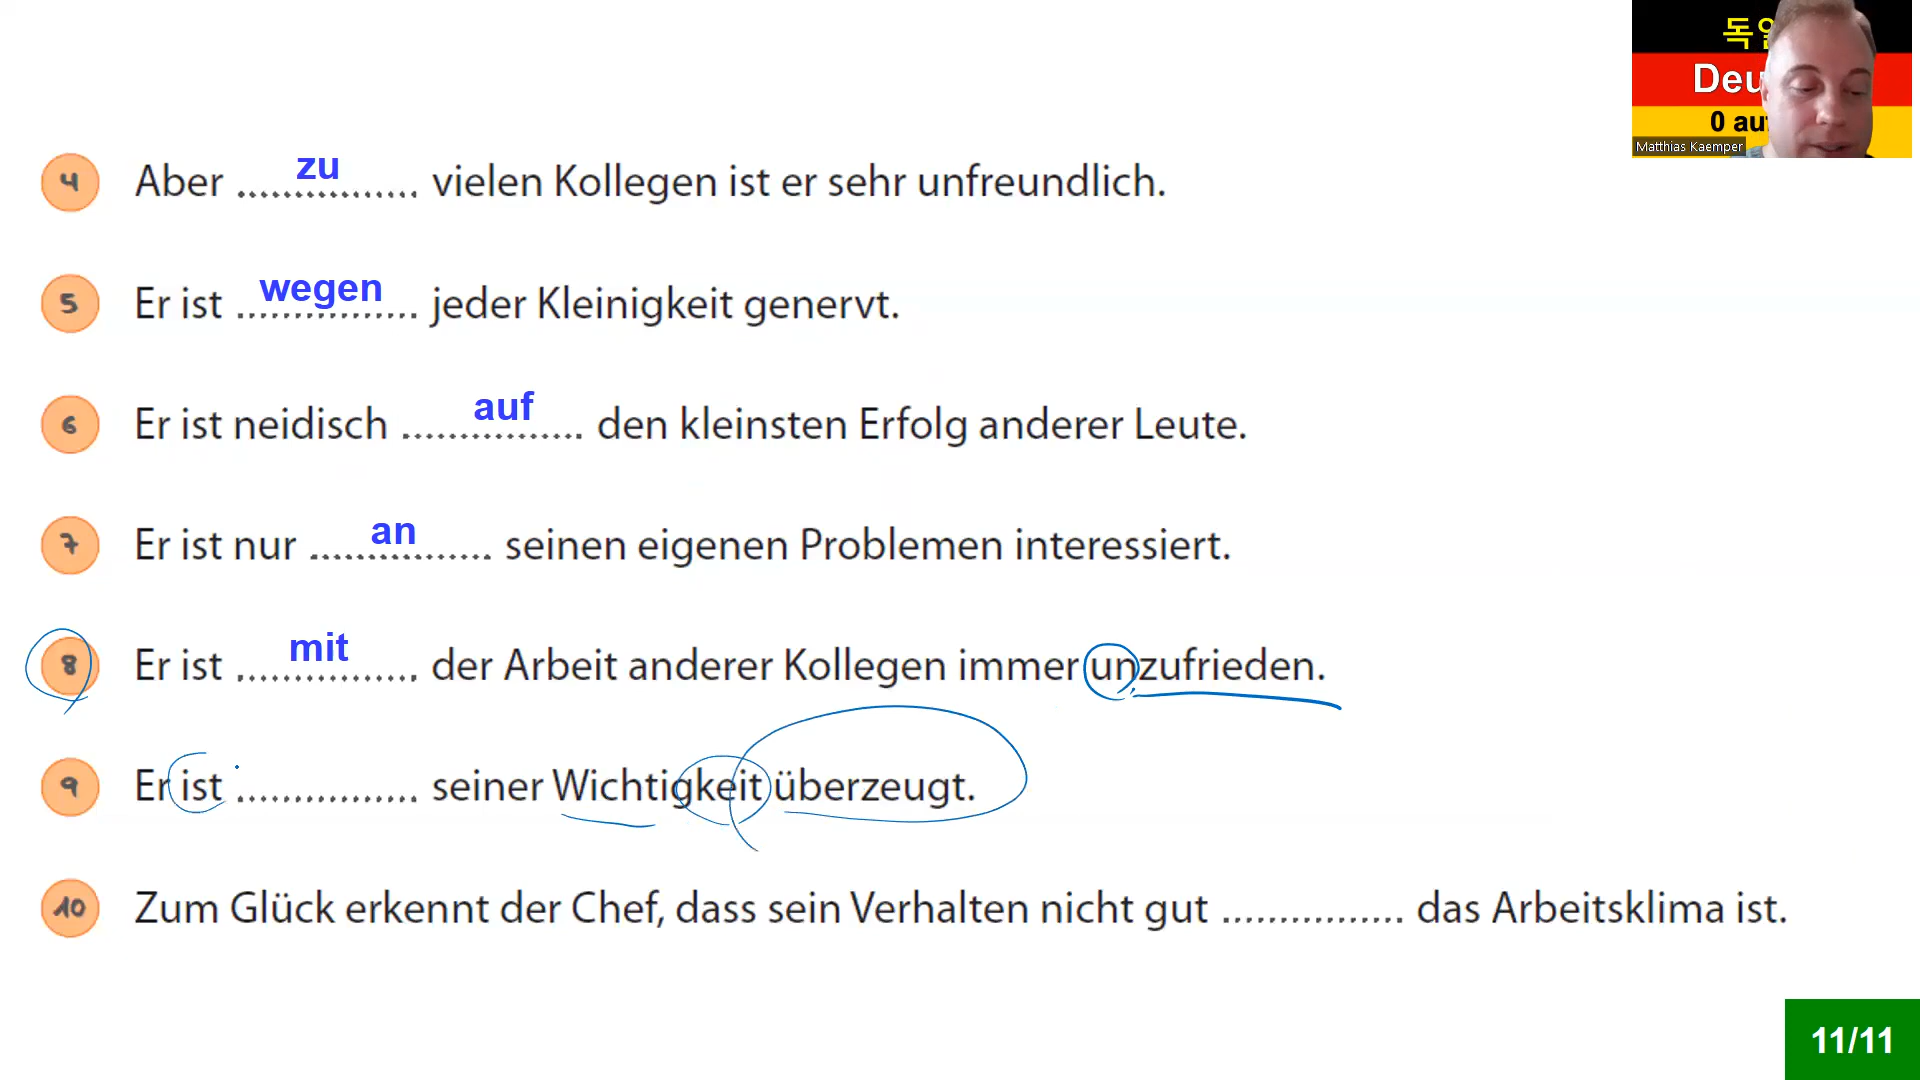 독일
Deu
0 au
Matthias Kaemper
4 Aber zu vielen Kollegen ist er sehr unfreundlich.
5 Er ist wegen jeder Kleinigkeit genervt.
6 Er ist neidisch auf den kleinsten Erfolg anderer Leute.
7 Er ist nur an seinen eigenen Problemen interessiert.
8 Er ist mit der Arbeit anderer Kollegen immer unzufrieden.
9 Er ist ............... seiner Wichtigkeit überzeugt.
10 Zum Glück erkennt der Chef, dass sein Verhalten nicht gut ............... das Arbeitsklima ist.
11/11